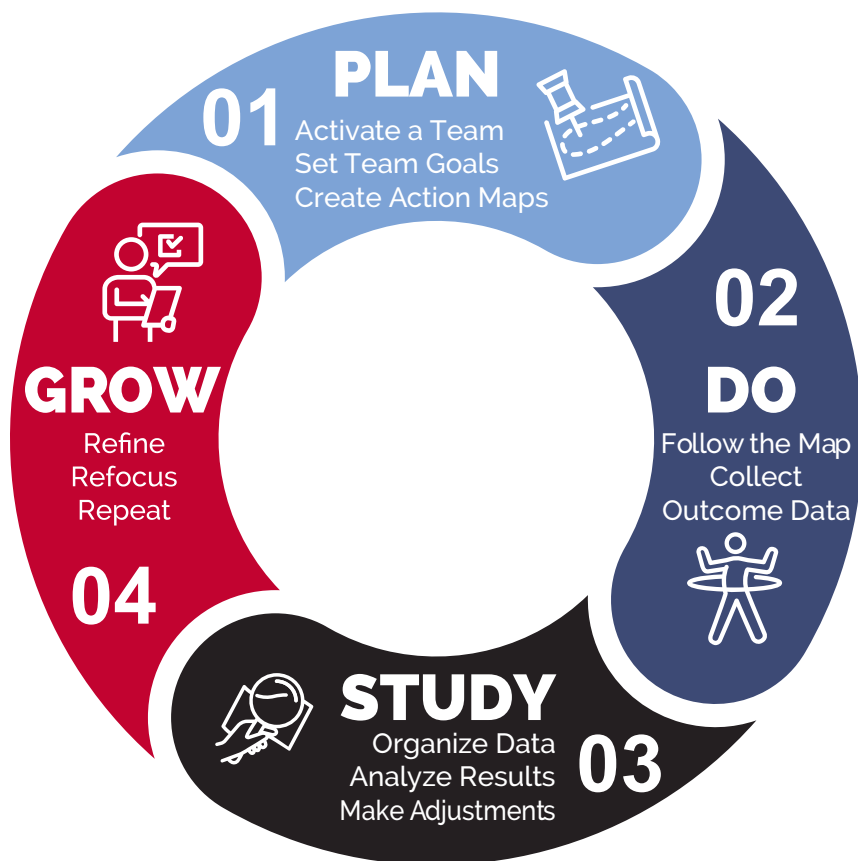 01
PLAN
Activate a Team
Set Team Goals
Create Action Maps
02
DO
Follow the Map
Collect
Outcome Data
STUDY
Organize Data
Analyze Results
Make Adjustments
03
GROW
Refine
Refocus
Repeat
04